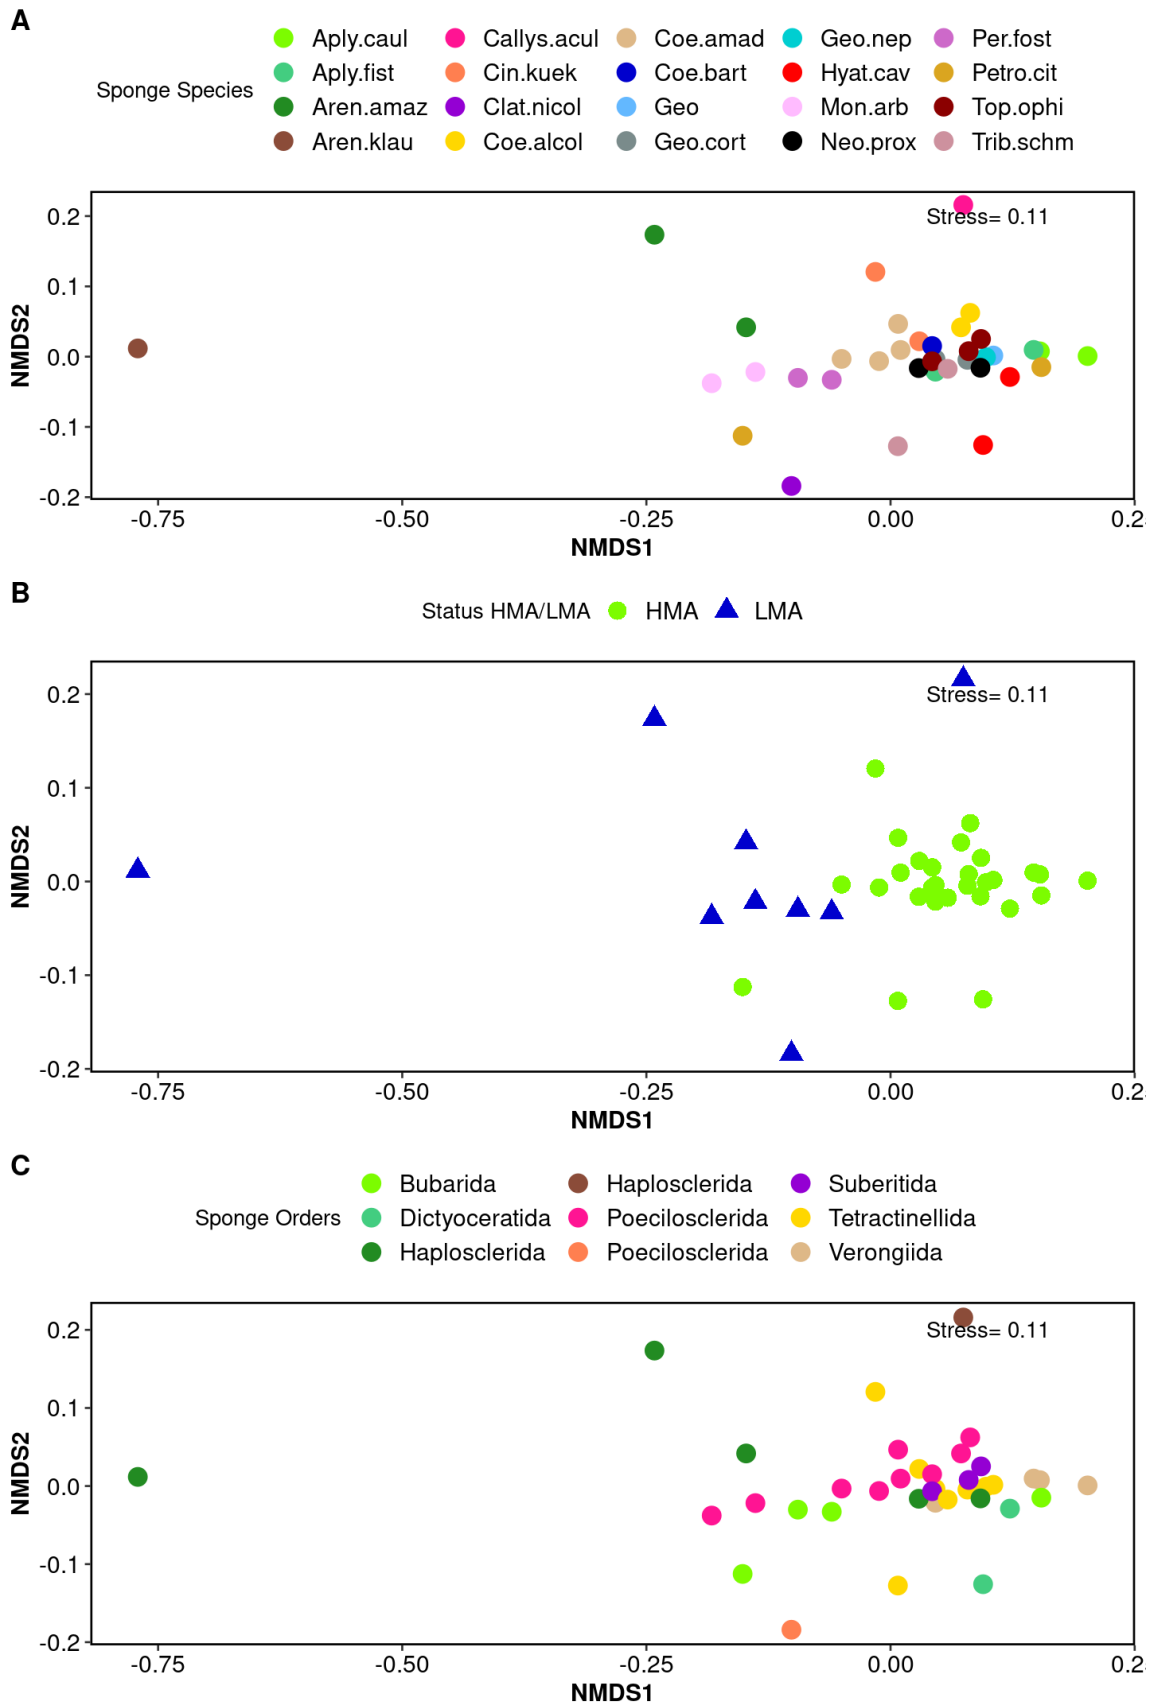 A
Sponge Species
Aply.caul Callys.acul Coe.amad Geo.nep Per.fost
Aply.fist Cin.kuek Coe.bart Hyat.cav Petro.cit
Aren.amaz Clat.nicol Geo Mon.arb Top.ophi
Aren.klau Coe.alcol Geo.cort Neo.prox Trib.schm
Stress= 0.11
NMDS2
0.2
0.1
0.0
-0.1
-0.2
-0.75 -0.50 -0.25 0.00 0.2
NMDS1
B
Status HMA/LMA HMA LMA
Stress= 0.11
NMDS2
0.2
0.1
0.0
-0.1
-0.2
-0.75 -0.50 -0.25 0.00 0.2
NMDS1
C
Sponge Orders
Bubarida Haplosclerida Suberitida
Dictyoceratida Poecilosclerida Tetractinellida
Haplosclerida Poecilosclerida Verongiida
Stress= 0.11
NMDS2
0.2
0.1
0.0
-0.1
-0.2
-0.75 -0.50 -0.25 0.00 0.2
NMDS1